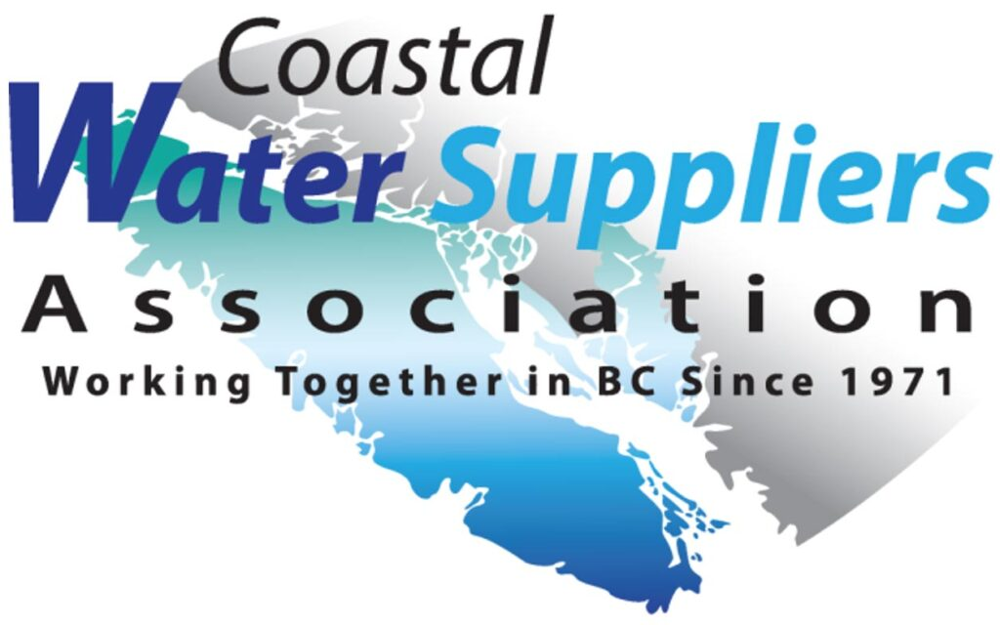 Coastal
Water Suppliers
Association
Working Together in BC Since 1971